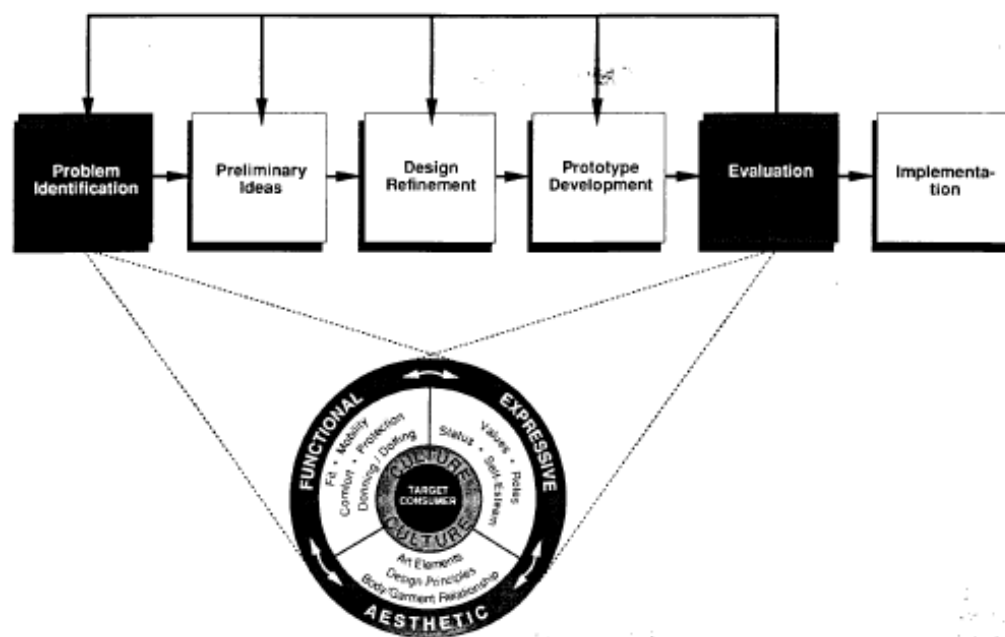 Problem
Identification
Preliminary
Ideas
Design
Refinement
Prototype
Development
Evaluation
Implementa-
tion
FUNCTIONAL
EXPRESSIVE
AESTHETIC
Fit • Mobility
Comfort • Protection
Donning / Doffing
Values • Roles
Status • Self-Esteem
CULTURE
TARGET
CONSUMER
CULTURE
Art Elements
Design Principles
Body/Garment Relationship